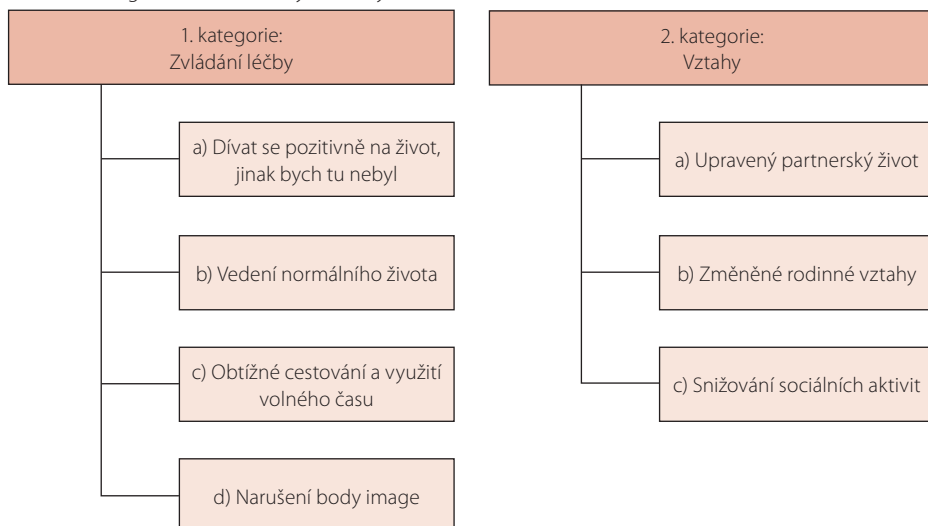 1. kategorie:
Zvládání léčby
a) Dívat se pozitivně na život,
jinak bych tu nebyl
b) Vedení normálního života
c) Obtížné cestování a využití
volného času
d) Narušení body image
2. kategorie:
Vztahy
a) Upravený partnerský život
b) Změněné rodinné vztahy
c) Snižování sociálních aktivit